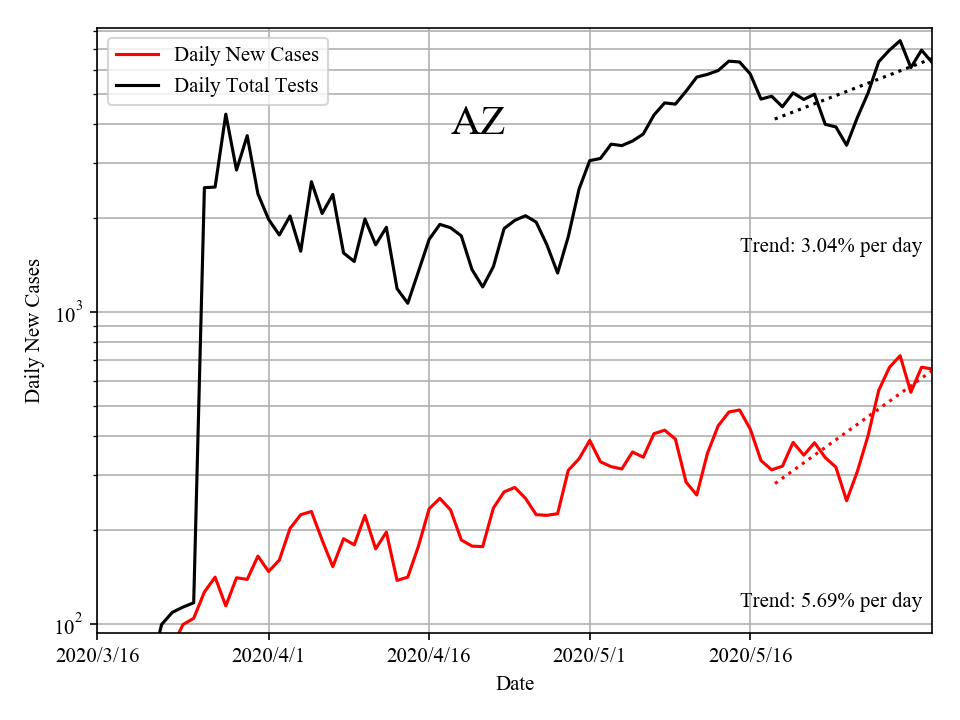 Daily New Cases
Daily Total Tests
AZ
Trend: 3.04% per day
Trend: 5.69% per day
Daily New Cases
10³
10²
2020/3/16 2020/4/1 2020/4/16 2020/5/1 2020/5/16
Date